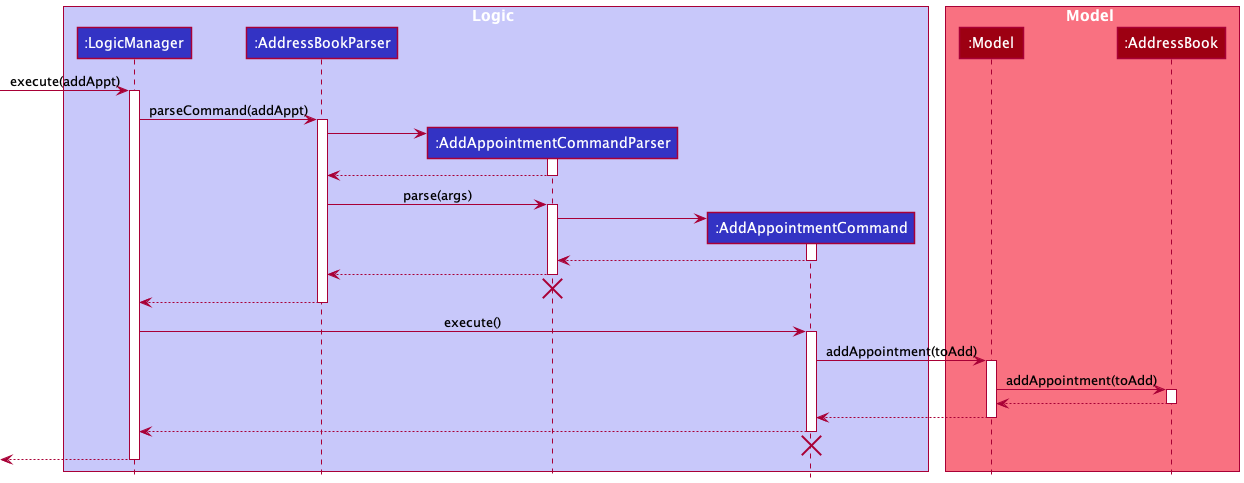 Logic
Model
:LogicManager
:AddressBookParser
:Model
:AddressBook
execute(addAppt)
parseCommand(addAppt)
:AddAppointmentCommandParser
parse(args)
:AddAppointmentCommand
execute()
addAppointment(toAdd)
addAppointment(toAdd)